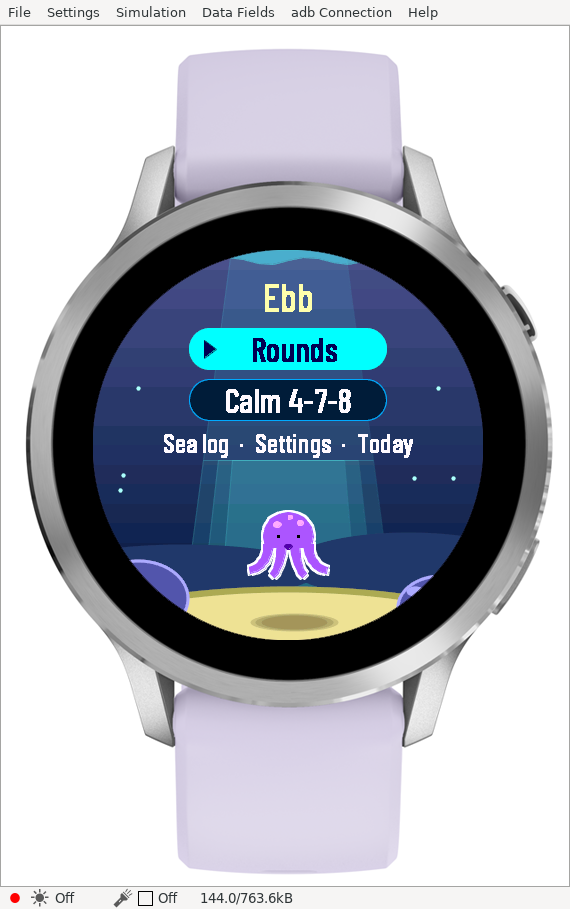 File Settings Simulation Data Fields adb Connection Help
Ebb
Rounds
Calm 4-7-8
Sea log · Settings · Today
Off Off 144.0/763.6kB